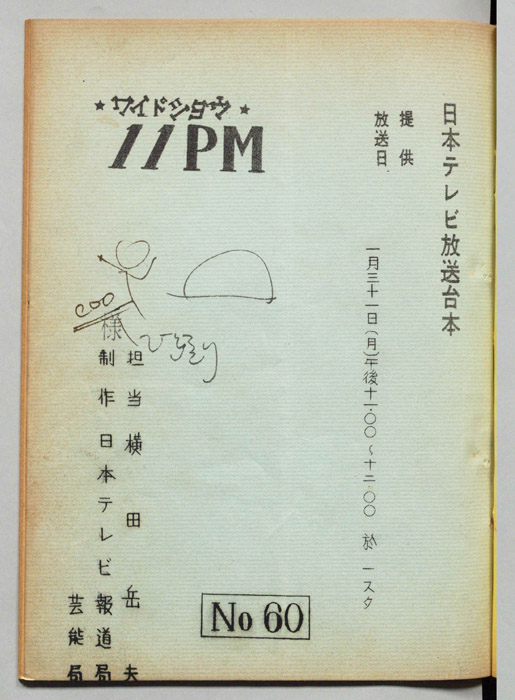 日本テレビ放送台本
提供
放送日
一月三十一日(月)午後十一・〇〇〜十二・〇〇 於 一スタ
★ワイドショウ★
11PM
様
担当 横田岳夫
制作 日本テレビ報道局
芸能局
No 60